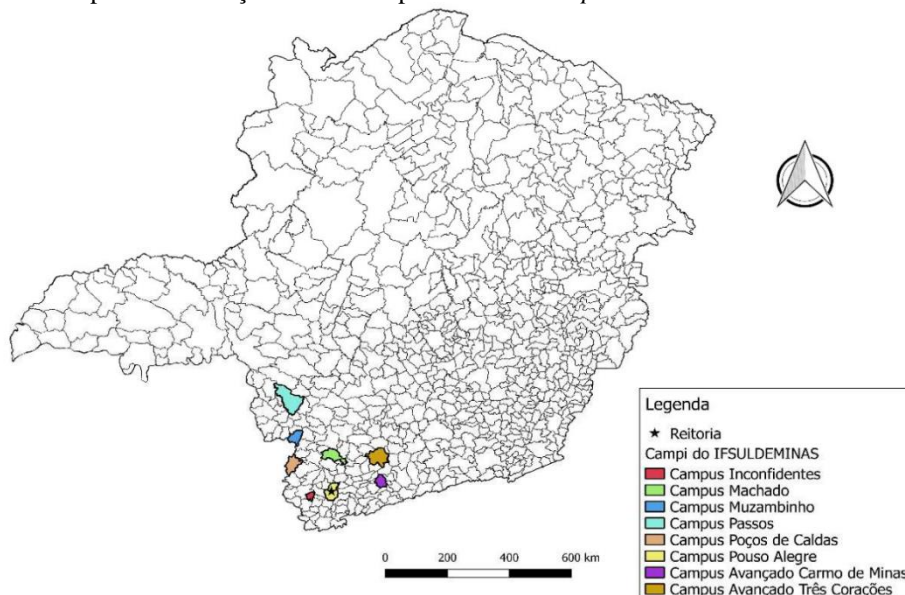 0 200 400 600 km
Legenda
★ Reitoria
Campi do IFSULDEMINAS
Campus Inconfidentes
Campus Machado
Campus Muzambinho
Campus Passos
Campus Poços de Caldas
Campus Pouso Alegre
Campus Avançado Carmo de Minas
Campus Avançado Três Corações